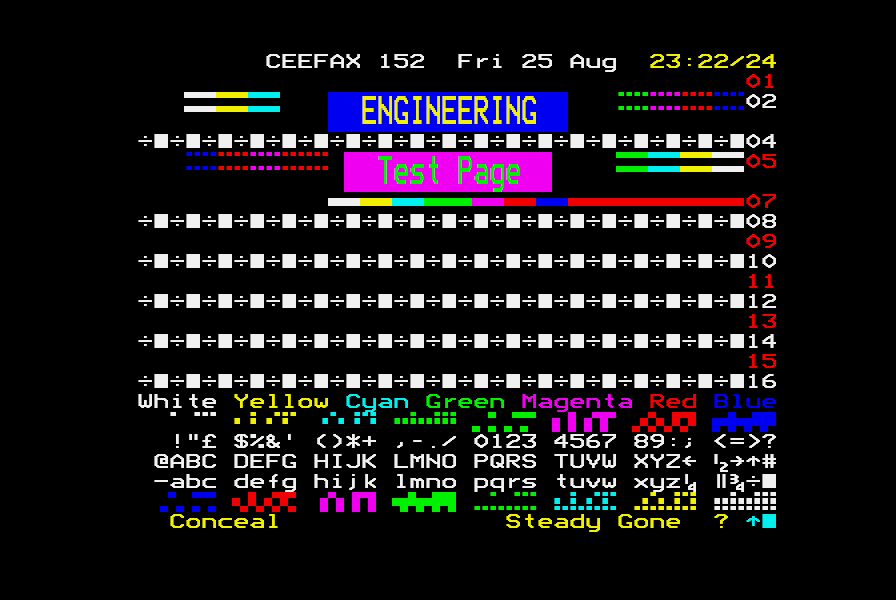 CEEFAX 152 Fri 25 Aug 23:22/24
01
ENGINEERING 02
÷■÷■÷■÷■÷■÷■÷■÷■÷■÷■÷■÷■÷■÷■÷■÷■÷■÷■÷■04
Test Page 05
07
÷■÷■÷■÷■÷■÷■÷■÷■÷■÷■÷■÷■÷■÷■÷■÷■÷■÷■÷■08
09
÷■÷■÷■÷■÷■÷■÷■÷■÷■÷■÷■÷■÷■÷■÷■÷■÷■÷■÷■10
11
÷■÷■÷■÷■÷■÷■÷■÷■÷■÷■÷■÷■÷■÷■÷■÷■÷■÷■÷■12
13
÷■÷■÷■÷■÷■÷■÷■÷■÷■÷■÷■÷■÷■÷■÷■÷■÷■÷■÷■14
15
÷■÷■÷■÷■÷■÷■÷■÷■÷■÷■÷■÷■÷■÷■÷■÷■÷■÷■÷■16
White Yellow Cyan Green Magenta Red Blue
!"£ $%&' ()*+ ,-./ 0123 4567 89:; <=>?
@ABC DEFG HIJK LMNO PQRS TUVW XYZ← ½→↑#
—abc defg hijk lmno pqrs tuvw xyz¼ ‖¾÷■
Conceal Steady Gone ? ↑■